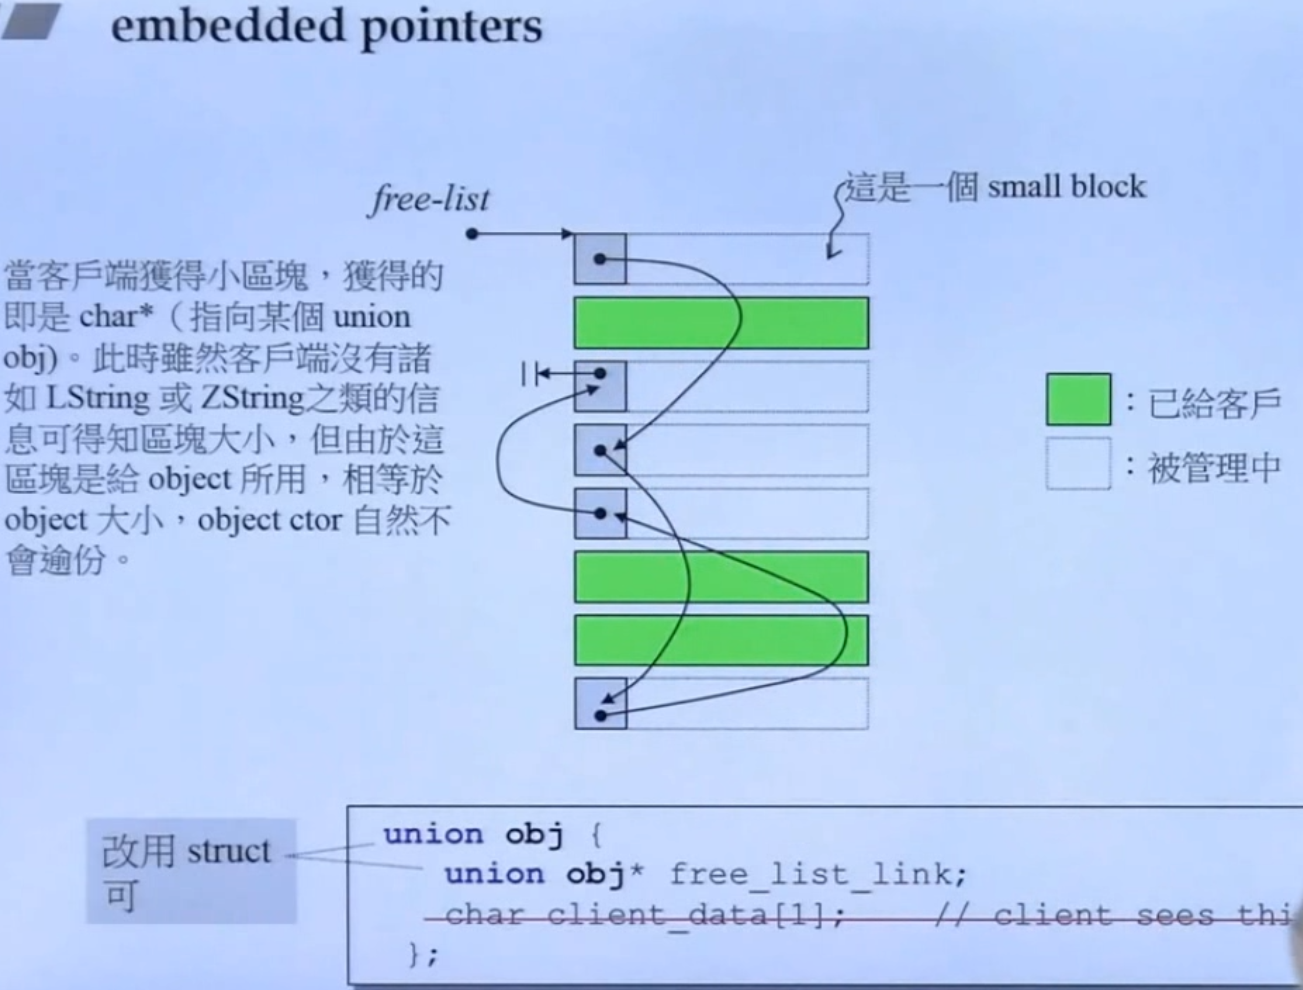 embedded pointers
free-list
這是一個 small block
當客戶端獲得小區塊，獲得的
即是 char*（指向某個 union
obj)。此時雖然客戶端沒有諸
如 LString 或 ZString之類的信
息可得知區塊大小，但由於這
區塊是給 object 所用，相等於
object 大小，object ctor 自然不
會逾份。
：已給客戶
：被管理中
改用 struct
可
union obj {
union obj* free_list_link;
char client_data[1];    // client sees thi
};